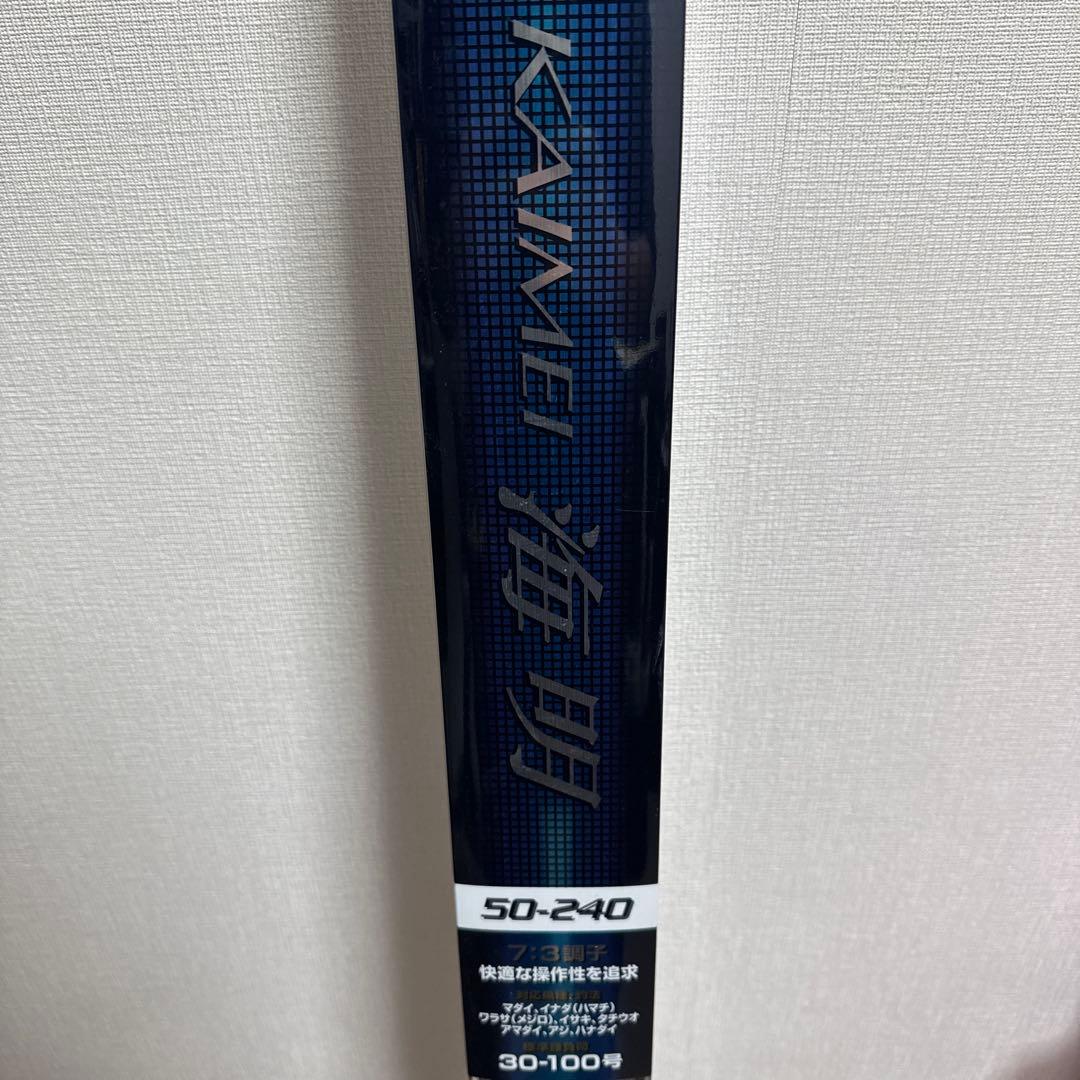 KAIMEI 海明
50-240
7:3調子
快適な操作性を追求
対応魚種・釣法
マダイ、イナダ(ハマチ)
ワラサ(メジロ)、イサキ、タチウオ
アマダイ、アジ、ハナダイ
標準錘負荷
30-100号